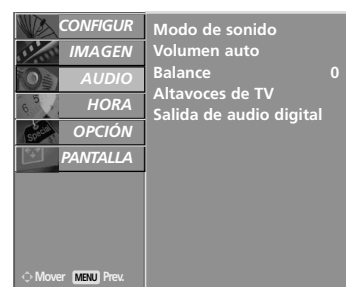 CONFIGUR
IMAGEN
AUDIO
HORA
OPCIÓN
PANTALLA
Modo de sonido
Volumen auto
Balance 0
Altavoces de TV
Salida de audio digital
Special
Mover MENU Prev.